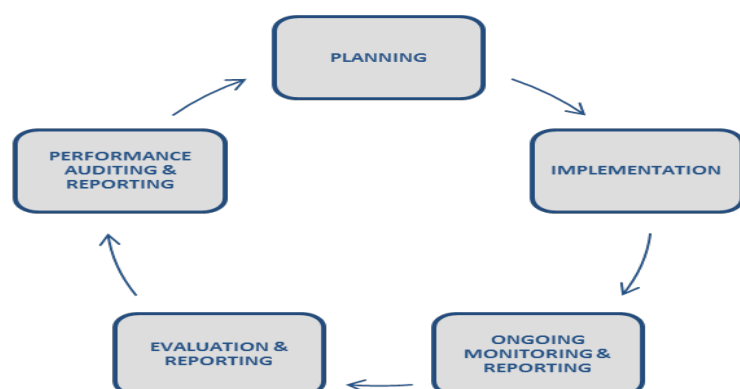 PLANNING
IMPLEMENTATION
ONGOING
MONITORING &
REPORTING
EVALUATION &
REPORTING
PERFORMANCE
AUDITING &
REPORTING